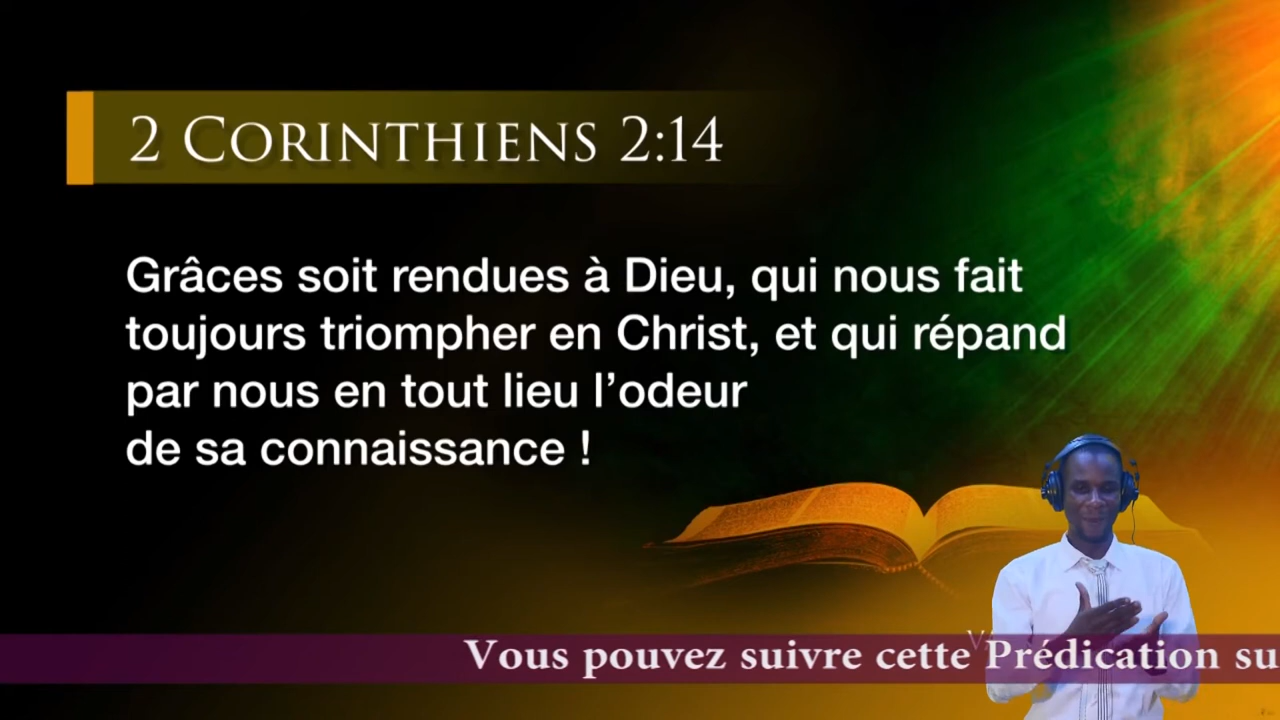 2 Corinthiens 2:14
Grâces soit rendues à Dieu, qui nous fait
toujours triompher en Christ, et qui répand
par nous en tout lieu l’odeur
de sa connaissance !
Vous pouvez suivre cette Prédication su